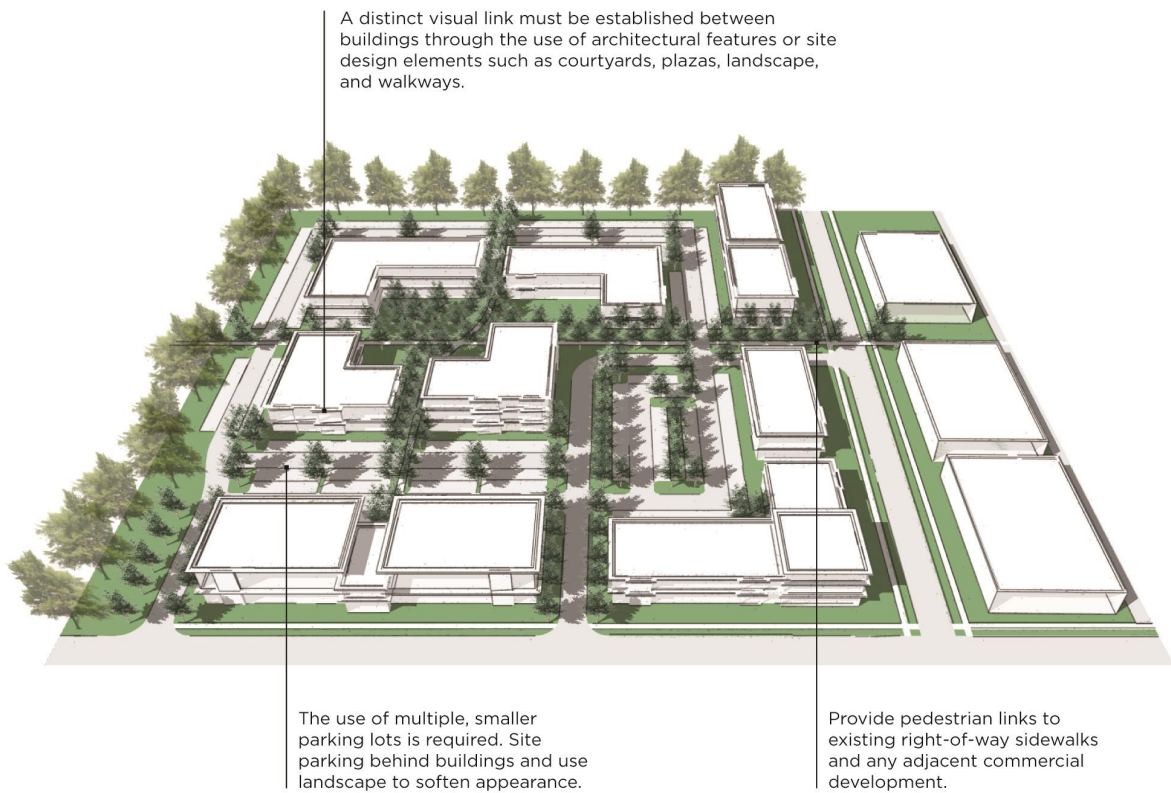 A distinct visual link must be established between
buildings through the use of architectural features or site
design elements such as courtyards, plazas, landscape,
and walkways.
The use of multiple, smaller
parking lots is required. Site
parking behind buildings and use
landscape to soften appearance.
Provide pedestrian links to
existing right-of-way sidewalks
and any adjacent commercial
development.